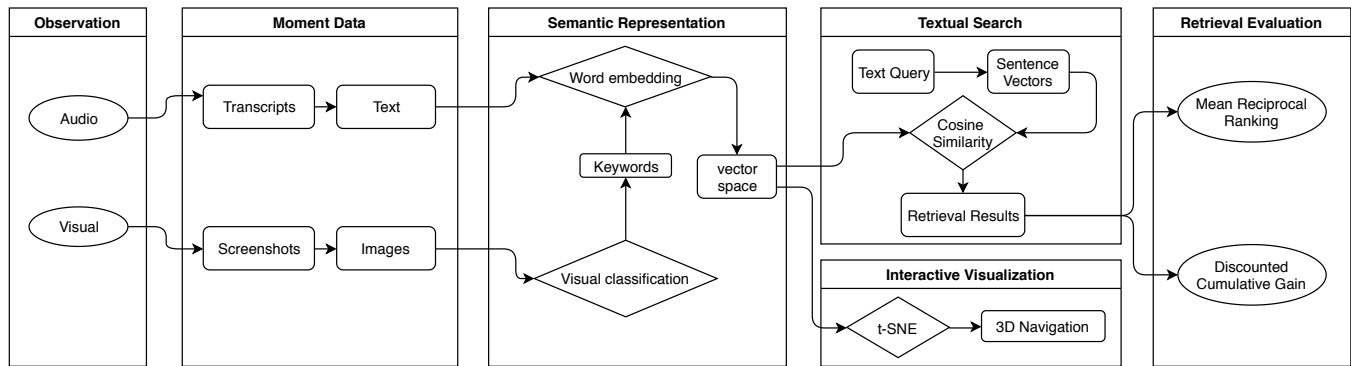 Observation
Audio
Visual
Moment Data
Transcripts
Text
Screenshots
Images
Semantic Representation
Word embedding
Keywords
vector
space
Visual classification
Textual Search
Text Query
Sentence
Vectors
Cosine
Similarity
Retrieval Results
Interactive Visualization
t-SNE
3D Navigation
Retrieval Evaluation
Mean Reciprocal
Ranking
Discounted
Cumulative Gain